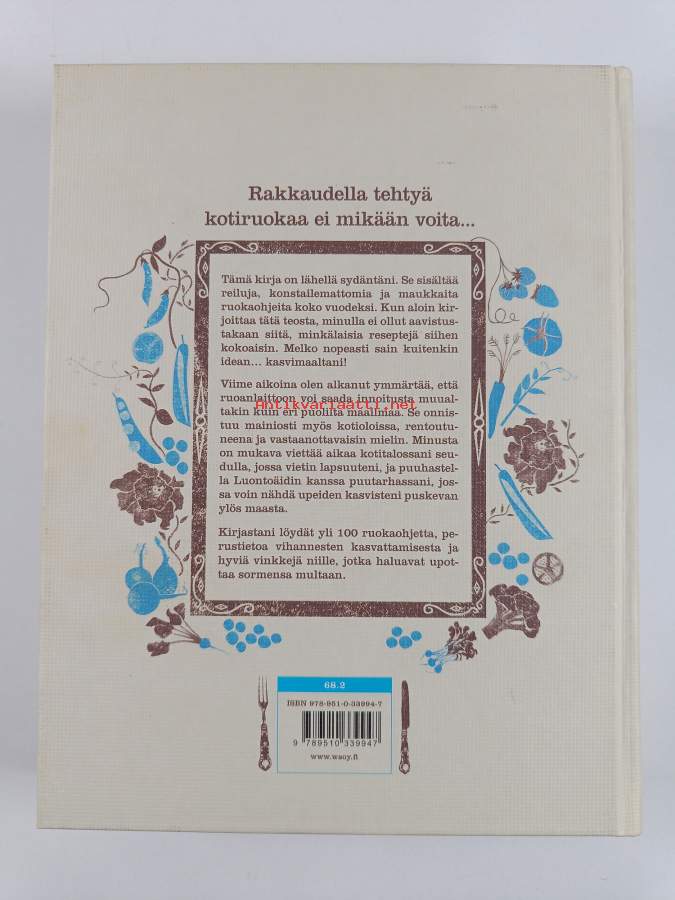 Rakkaudella tehtyä
kotiruokaa ei mikään voita...
Tämä kirja on lähellä sydäntäni. Se sisältää
reiluja, konstailemattomia ja maukkaita
ruokaohjeita koko vuodeksi. Kun aloin kir-
joittaa tätä teosta, minulla ei ollut aavistus-
takaan siitä, minkälaisia reseptejä siihen
kokoaisin. Melko nopeasti sain kuitenkin
idean... kasvimaaltani!
Viime aikoina olen alkanut ymmärtää, että
ruoanlaittoon voi saada innoitusta muual-
Antikvariaatti.net
takin kuin eri puolilta maailmaa. Se onnis-
tuu mainiosti myös kotioloissa, rentoutu-
neena ja vastaanottavaisin mielin. Minusta
on mukava viettää aikaa kotitalossani seu-
dulla, jossa vietin lapsuuteni, ja puuhastel-
la Luontoäidin kanssa puutarhassani, jos-
sa voin nähdä upeiden kasvisteni puskevan
ylös maasta.
Kirjastani löydät yli 100 ruokaohjetta, pe-
rustietoa vihannesten kasvattamisesta ja
hyviä vinkkejä niille, jotka haluavat upot-
taa sormensa multaan.
68.2
ISBN 978-951-0-33994-7
9 789510 339947
www.wsoy.fi